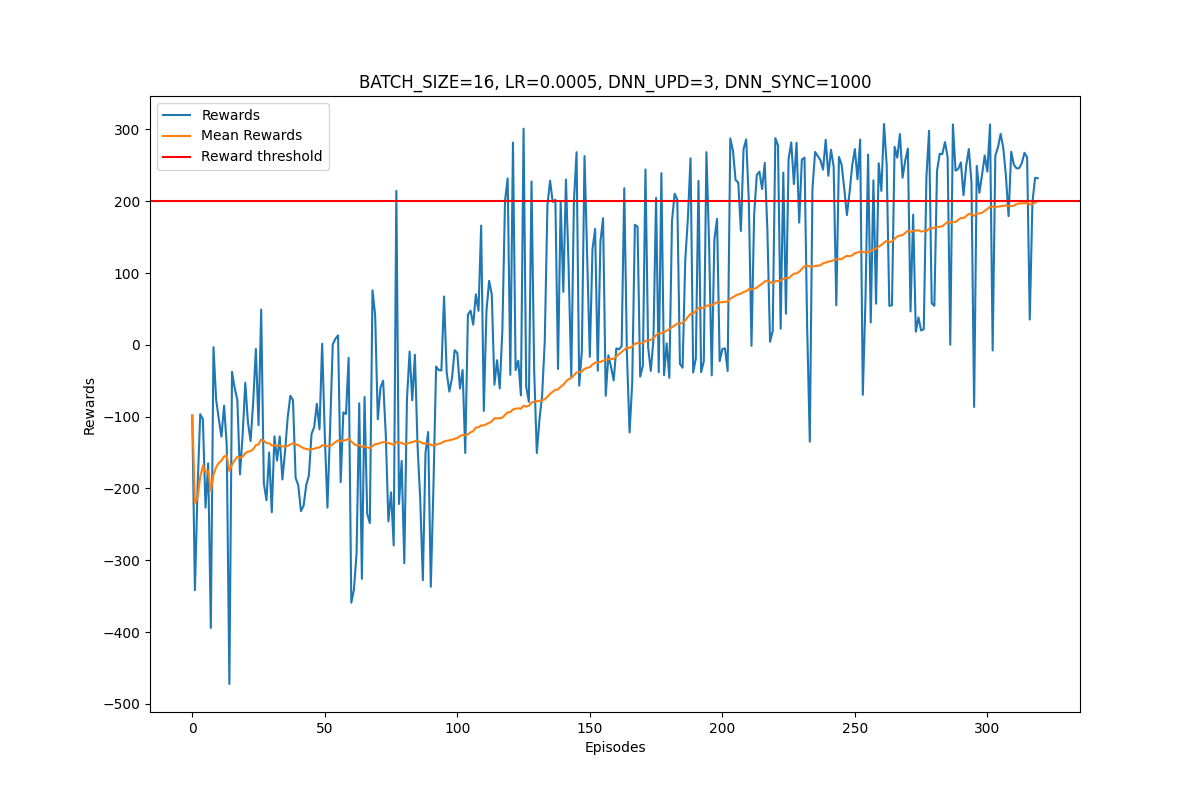 BATCH_SIZE=16, LR=0.0005, DNN_UPD=3, DNN_SYNC=1000
Rewards
Mean Rewards
Reward threshold
300
200
100
0
−100
−200
−300
−400
−500
Rewards
0 50 100 150 200 250 300
Episodes